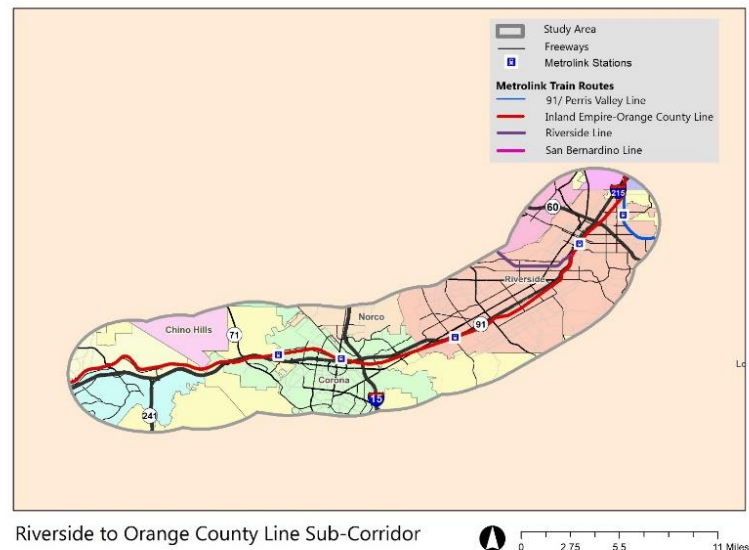 Study Area
Freeways
Metrolink Stations
Metrolink Train Routes
91/ Perris Valley Line
Inland Empire-Orange County Line
Riverside Line
San Bernardino Line
215
60
Riverside
Norco
Chino Hills
91
71
Lo
Corona
15
241
Riverside to Orange County Line Sub-Corridor
0 2.75 5.5 11 Miles